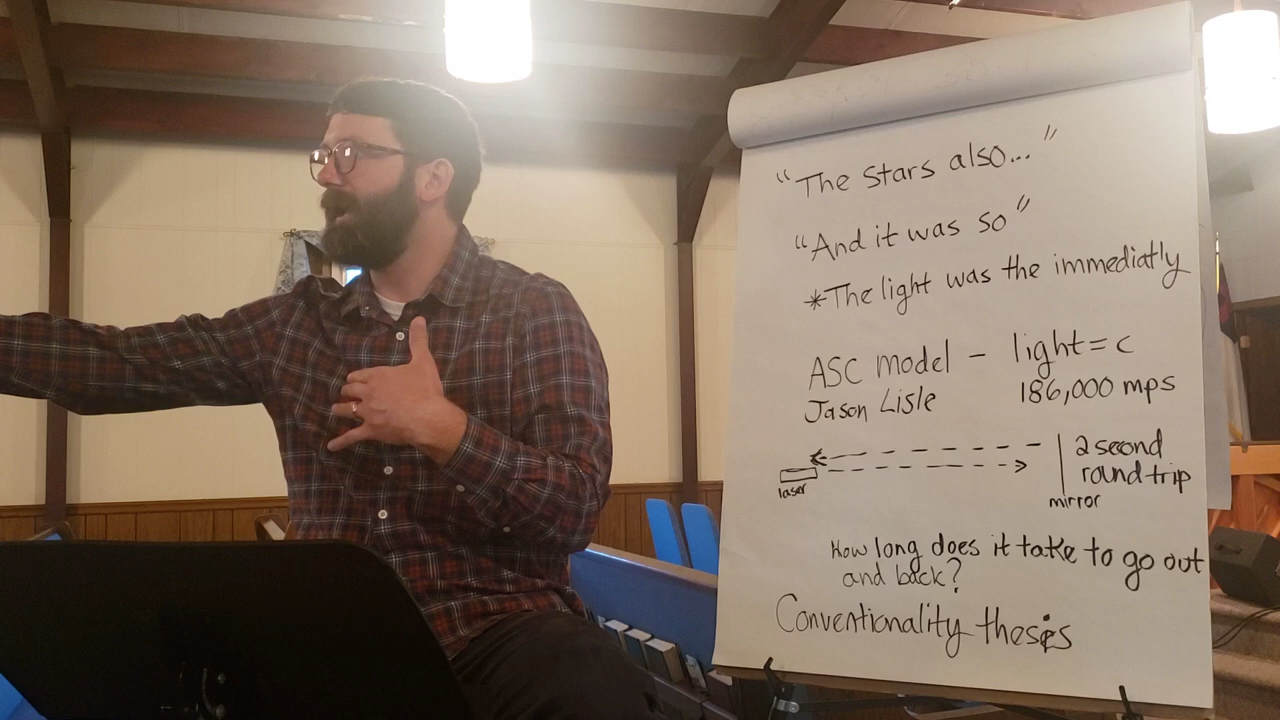 "The Stars also... "
"And it was so"
*The light was the immediatly
ASC model - light = c
Jason Lisle 186,000 mps
2 second
round trip
laser
mirror
How long does it take to go out
and back?
Conventionality thesis